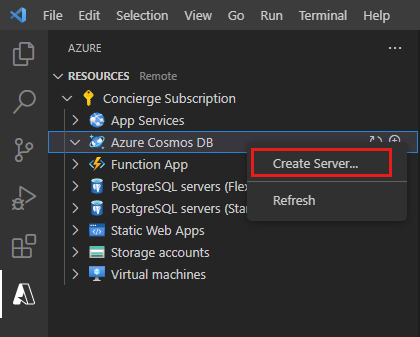 File Edit Selection View Go Run Terminal Help
AZURE
RESOURCES Remote
Concierge Subscription
App Services
Azure Cosmos DB
Create Server...
Function App
PostgreSQL servers (Flex
Refresh
PostgreSQL servers (Stan
Static Web Apps
Storage accounts
Virtual machines